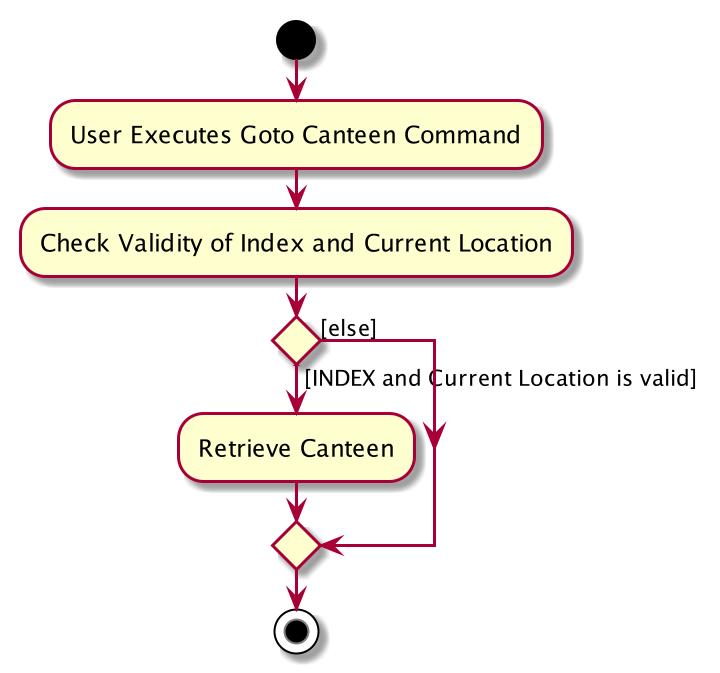 User Executes Goto Canteen Command
Check Validity of Index and Current Location
[else]
[INDEX and Current Location is valid]
Retrieve Canteen